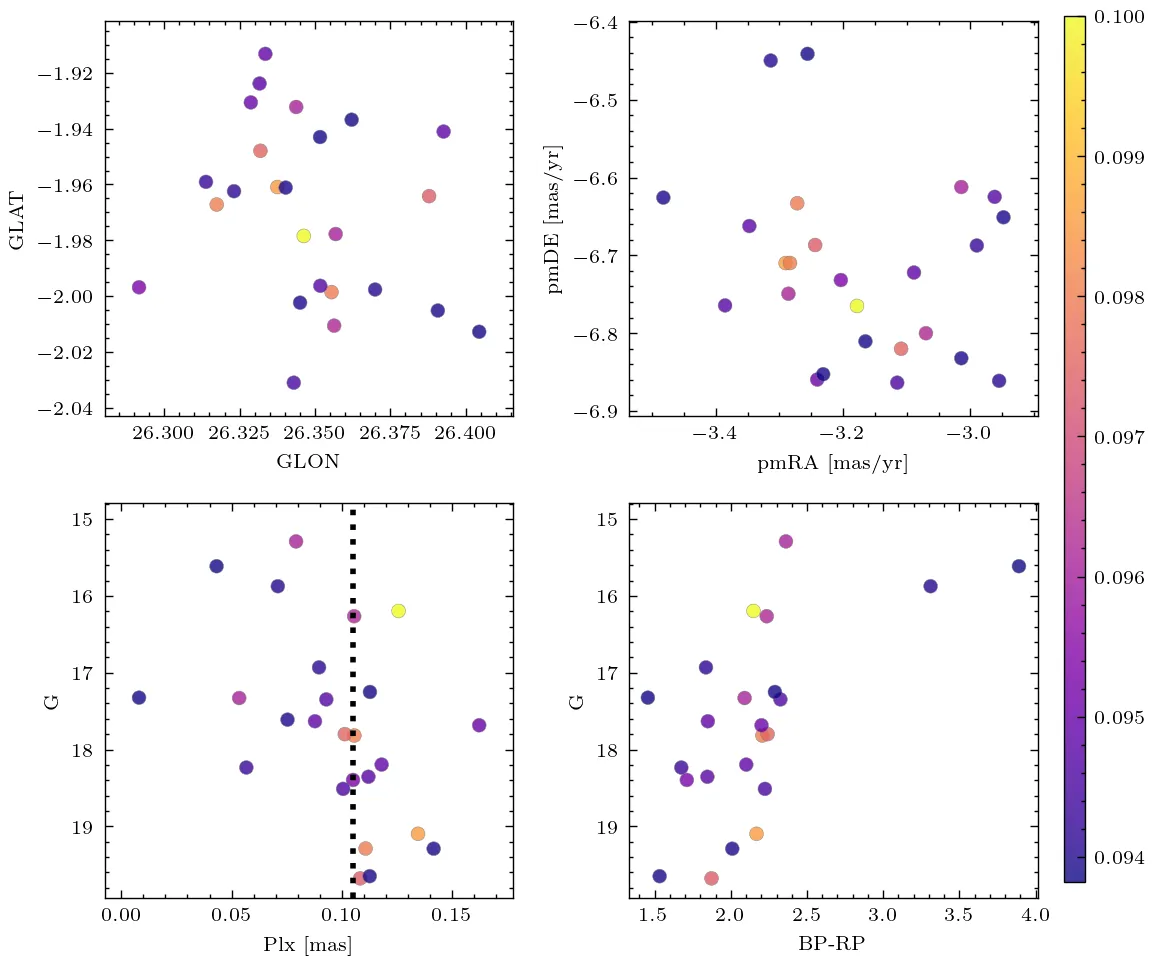 −1.92
−1.94
−1.96
−1.98
−2.00
−2.02
−2.04
GLAT
26.300 26.325 26.350 26.375 26.400
GLON
−6.4
−6.5
−6.6
−6.7
−6.8
−6.9
pmDE [mas/yr]
−3.4 −3.2 −3.0
pmRA [mas/yr]
15
16
17
18
19
G
0.00 0.05 0.10 0.15
Plx [mas]
15
16
17
18
19
G
1.5 2.0 2.5 3.0 3.5 4.0
BP-RP
0.100
0.099
0.098
0.097
0.096
0.095
0.094